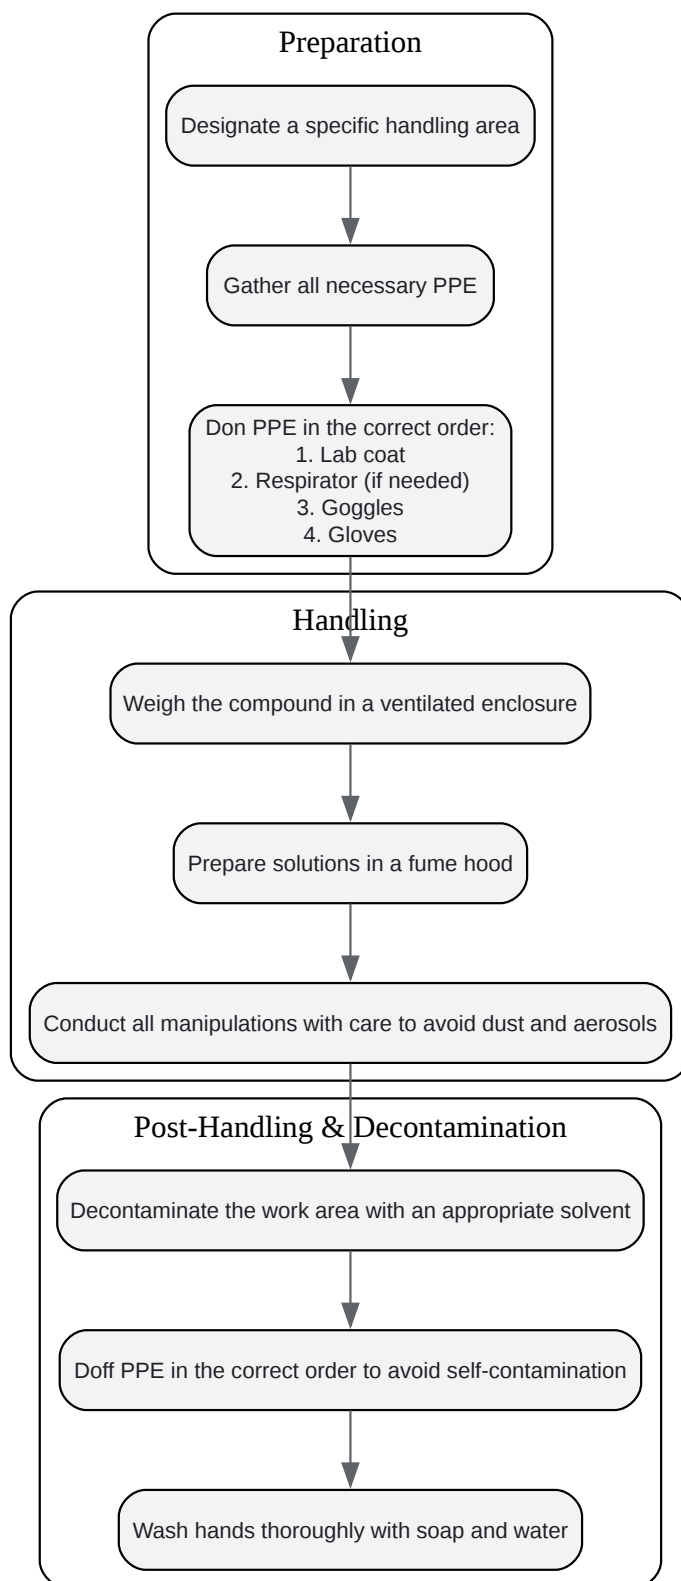 Preparation
Designate a specific handling area
Gather all necessary PPE
Don PPE in the correct order:
1. Lab coat
2. Respirator (if needed)
3. Goggles
4. Gloves
Handling
Weigh the compound in a ventilated enclosure
Prepare solutions in a fume hood
Conduct all manipulations with care to avoid dust and aerosols
Post-Handling & Decontamination
Decontaminate the work area with an appropriate solvent
Doff PPE in the correct order to avoid self-contamination
Wash hands thoroughly with soap and water